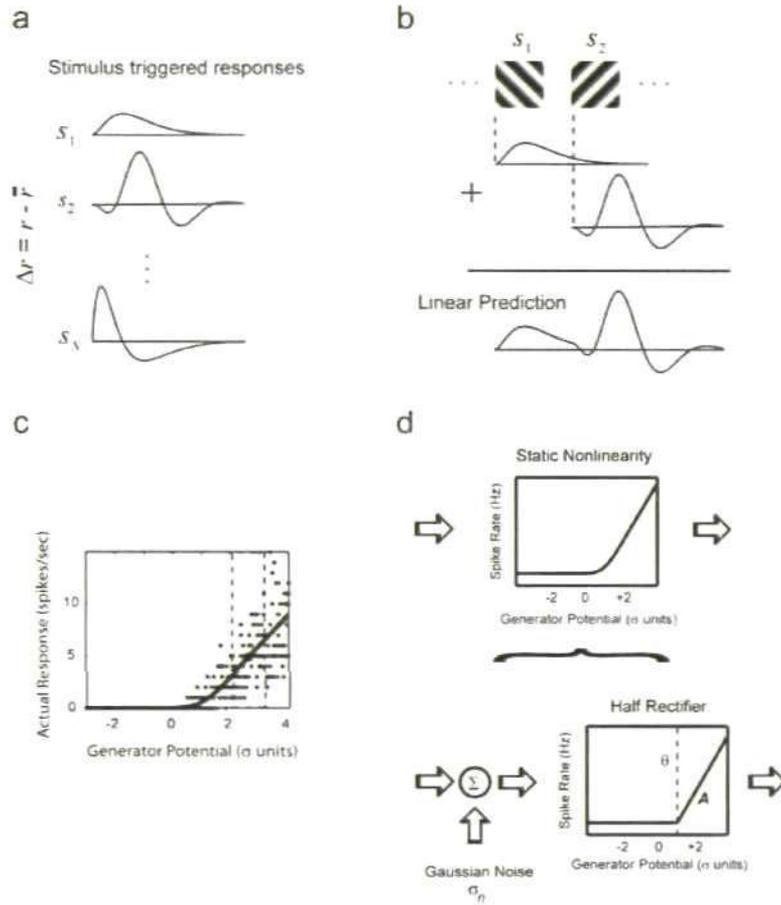 a
Stimulus triggered responses
S1
S2
SN
Δr = r - r̄
b
S1 S2
... ...
+
Linear Prediction
c
Actual Response (spikes/sec)
10
5
0
-2 0 2 4
Generator Potential (σ units)
d
Static Nonlinearity
Spike Rate (Hz)
-2 0 +2
Generator Potential (σ units)
Half Rectifier
Σ
Spike Rate (Hz)
θ
A
-2 0 +2
Generator Potential (σ units)
Gaussian Noise
σn